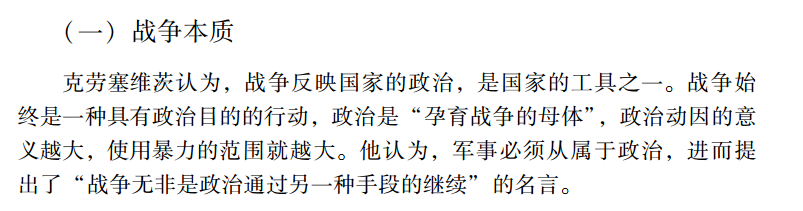 （一）战争本质
克劳塞维茨认为，战争反映国家的政治，是国家的工具之一。战争始
终是一种具有政治目的的行动，政治是“孕育战争的母体”，政治动因的意
义越大，使用暴力的范围就越大。他认为，军事必须从属于政治，进而提
出了“战争无非是政治通过另一种手段的继续”的名言。